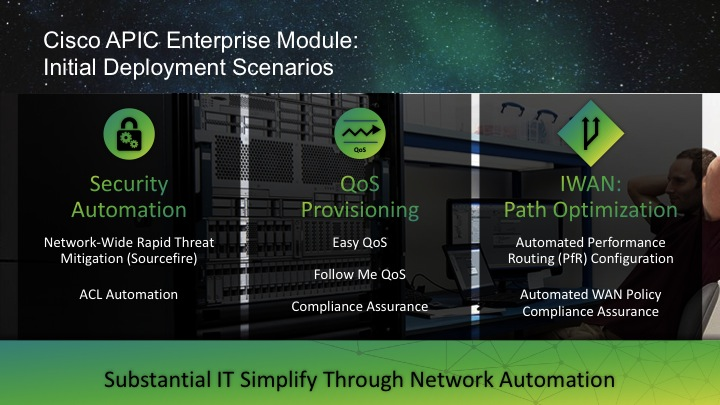 Cisco APIC Enterprise Module:
Initial Deployment Scenarios
Security
Automation
Network-Wide Rapid Threat
Mitigation (Sourcefire)
ACL Automation
QoS
QoS
Provisioning
Easy QoS
Follow Me QoS
Compliance Assurance
IWAN:
Path Optimization
Automated Performance
Routing (PfR) Configuration
Automated WAN Policy
Compliance Assurance
Substantial IT Simplify Through Network Automation